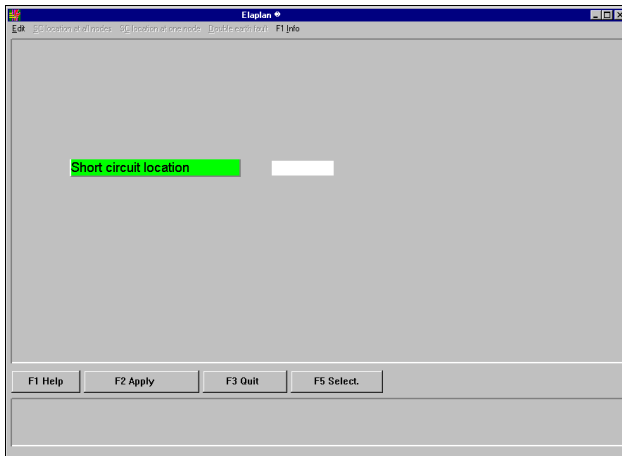 Elaplan
Edit SC location at all nodes SC location at one node Double earth fault F1 Info
Short circuit location
F1 Help F2 Apply F3 Quit F5 Select.